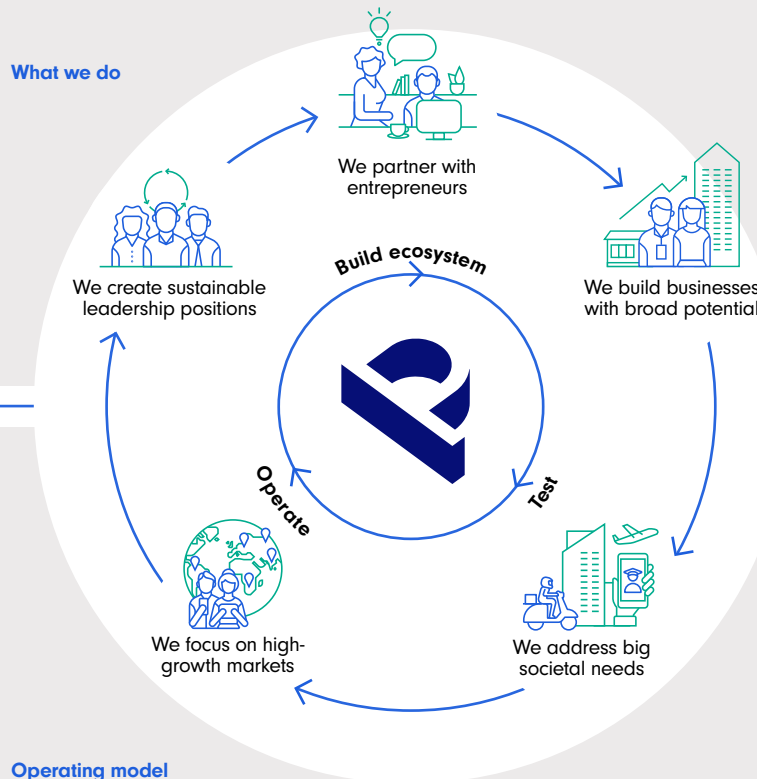 What we do
We partner with
entrepreneurs
We create sustainable
leadership positions
We build businesses
with broad potential
Build ecosystem
Test
Operate
We focus on high-
growth markets
We address big
societal needs
Operating model